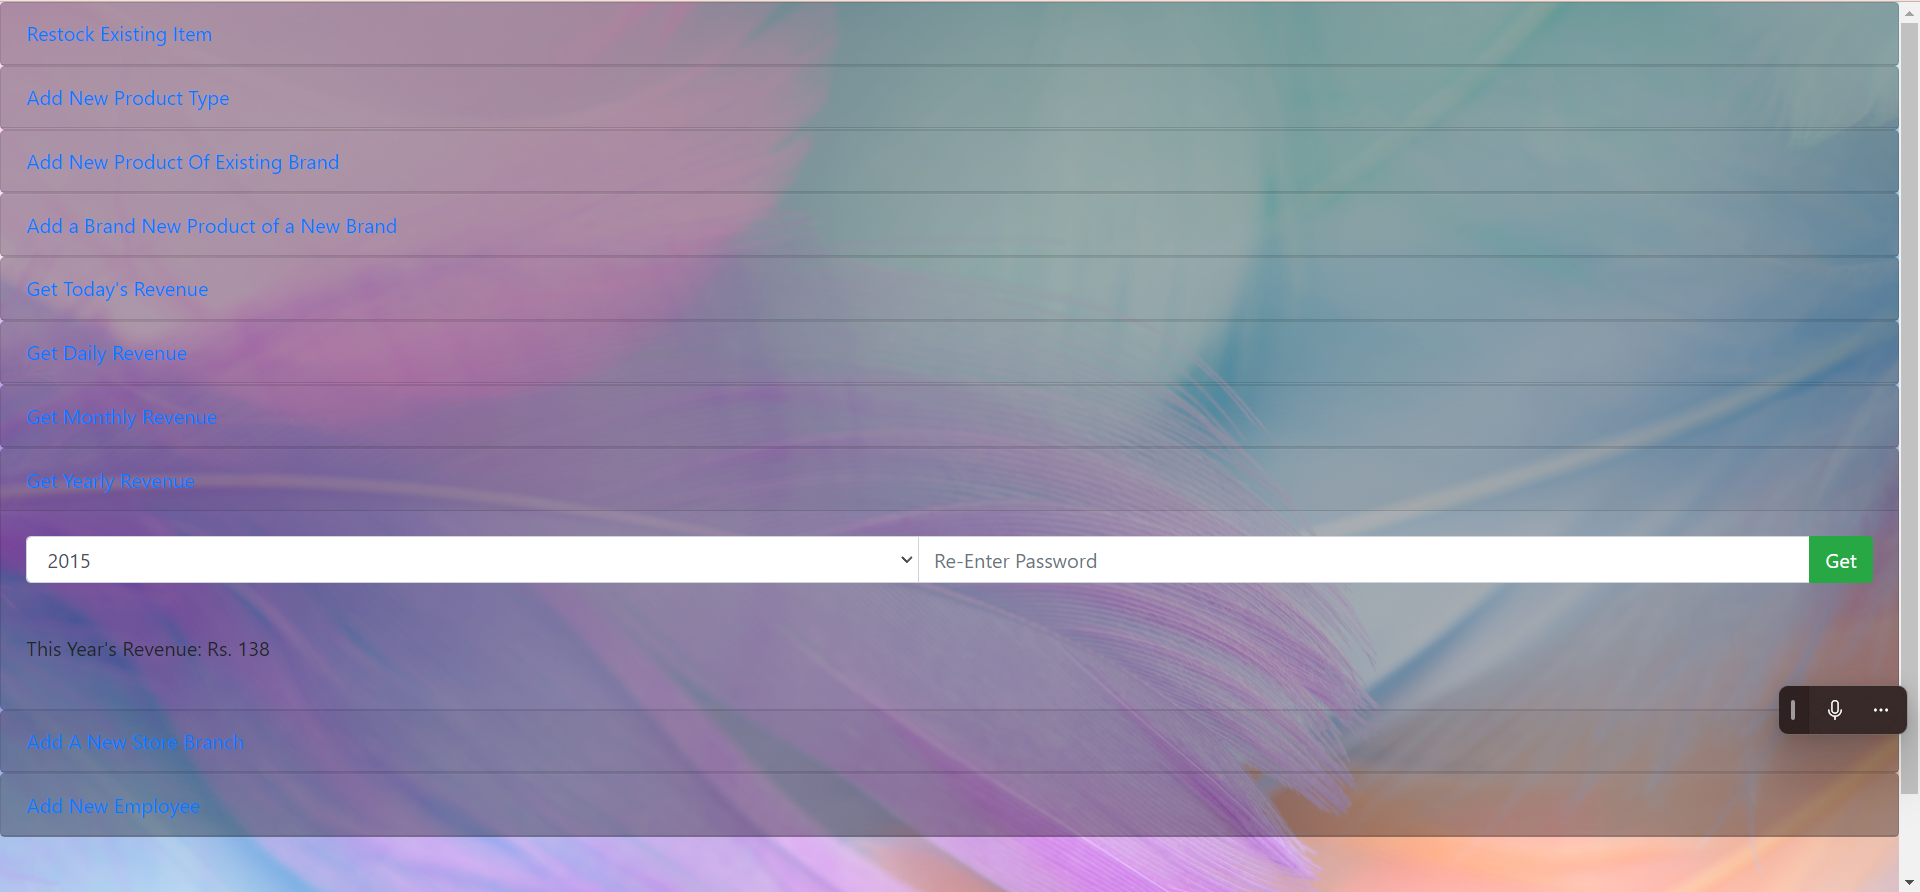 Restock Existing Item
Add New Product Type
Add New Product Of Existing Brand
Add a Brand New Product of a New Brand
Get Today's Revenue
Get Daily Revenue
Get Monthly Revenue
Get Yearly Revenue
2015 Re-Enter Password Get
This Year's Revenue: Rs. 138
Add A New Store Branch
Add New Employee